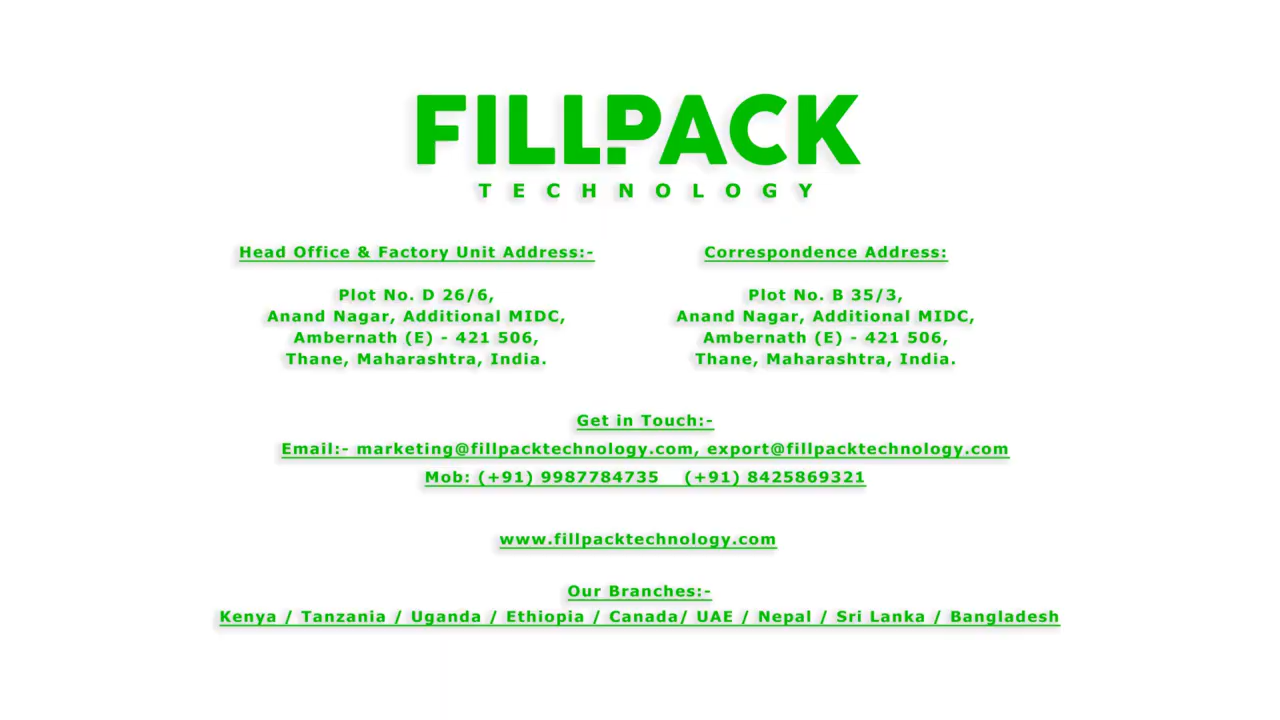 FILLPACK
TECHNOLOGY
Head Office & Factory Unit Address:-
Plot No. D 26/6,
Anand Nagar, Additional MIDC,
Ambernath (E) - 421 506,
Thane, Maharashtra, India.
Correspondence Address:
Plot No. B 35/3,
Anand Nagar, Additional MIDC,
Ambernath (E) - 421 506,
Thane, Maharashtra, India.
Get in Touch:-
Email:- marketing@fillpacktechnology.com, export@fillpacktechnology.com
Mob: (+91) 9987784735 (+91) 8425869321
www.fillpacktechnology.com
Our Branches:-
Kenya / Tanzania / Uganda / Ethiopia / Canada/ UAE / Nepal / Sri Lanka / Bangladesh